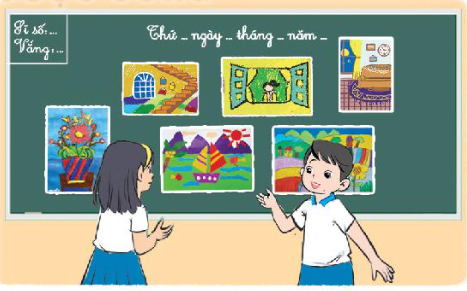 Sĩ số:...
Vắng:...
Thứ ... ngày ... tháng ... năm ...